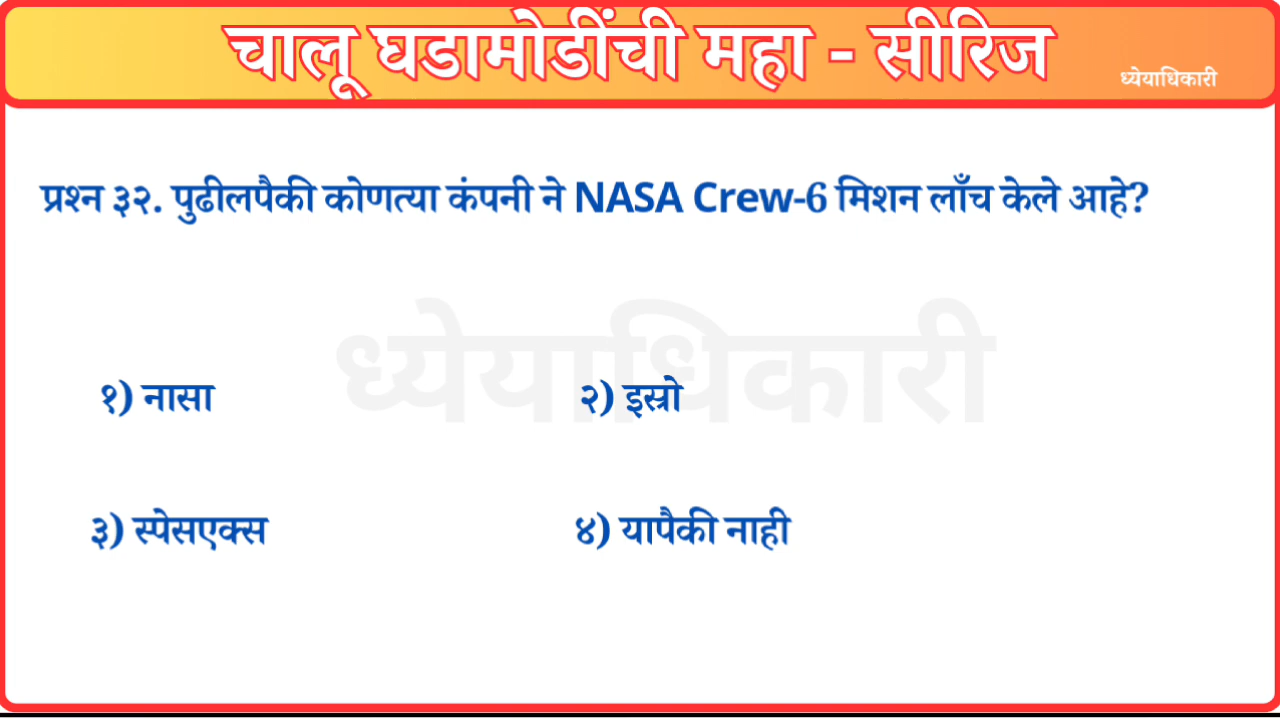 चालू घडामोडींची महा - सीरिज
ध्येयाधिकारी
प्रश्न ३२. पुढीलपैकी कोणत्या कंपनी ने NASA Crew-6 मिशन लाँच केले आहे?
ध्येयाधिकारी
१) नासा २) इस्रो
३) स्पेसएक्स ४) यापैकी नाही